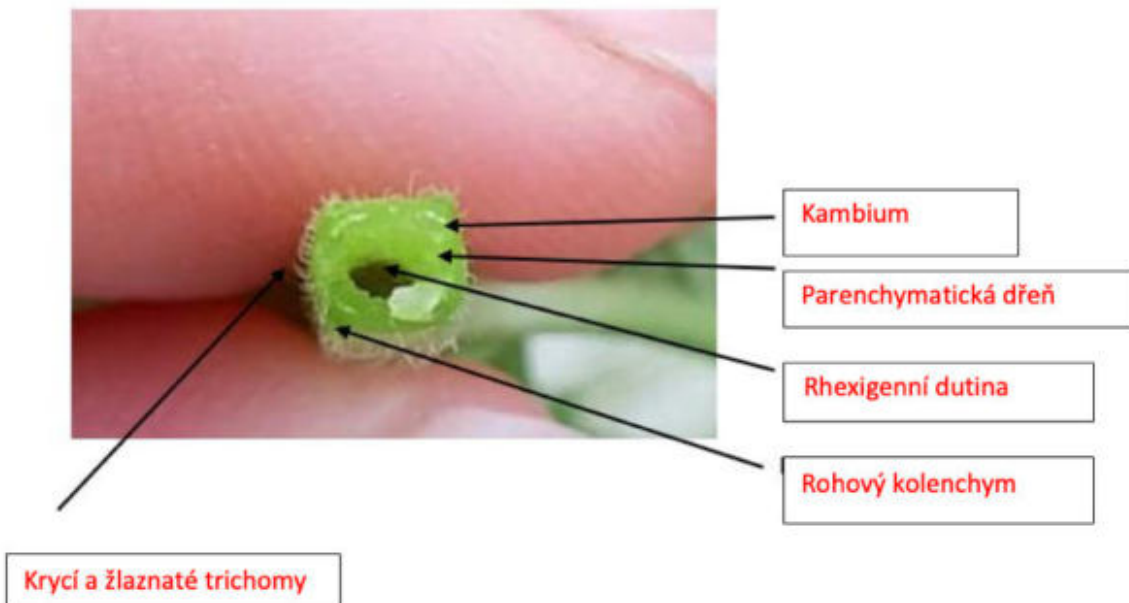 Kambium
Parenchymatická dřeň
Rhexigenní dutina
Rohový kolenchym
Krycí a žlaznaté trichomy